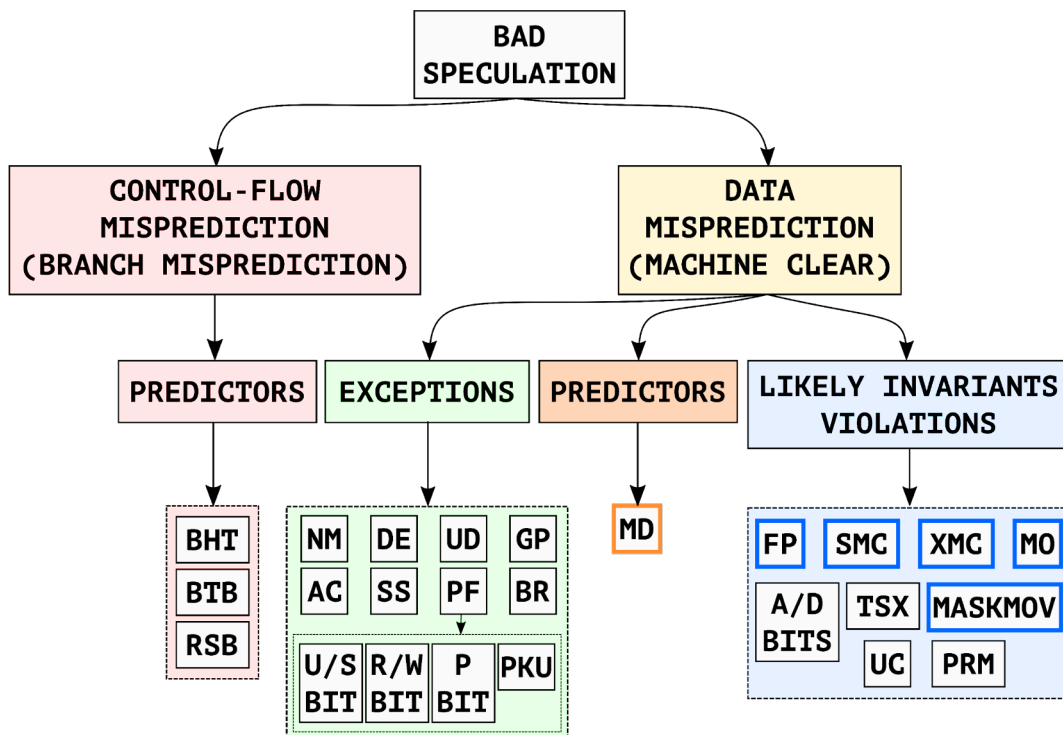 BAD
SPECULATION
CONTROL-FLOW
MISPREDICTION
(BRANCH MISPREDICTION)
DATA
MISPREDICTION
(MACHINE CLEAR)
PREDICTORS
EXCEPTIONS
PREDICTORS
LIKELY INVARIANTS
VIOLATIONS
BHT
BTB
RSB
NM DE UD GP
AC SS PF BR
U/S
BIT
R/W
BIT
P
BIT
PKU
MD
FP SMC XMC MO
A/D
BITS
TSX
MASKMOV
UC PRM